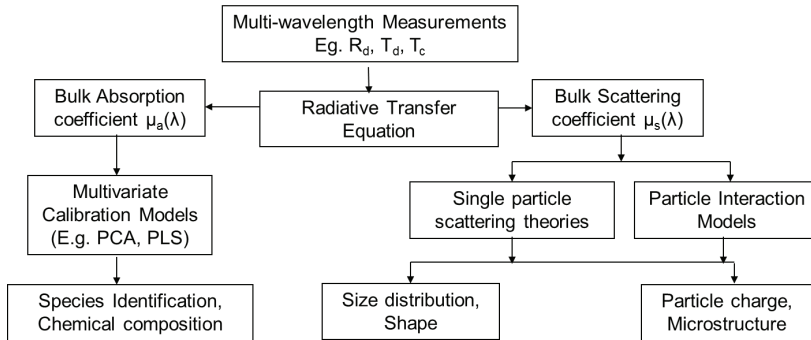 Multi-wavelength Measurements
Eg. Rd, Td, Tc
Bulk Absorption
coefficient μa(λ)
Radiative Transfer
Equation
Bulk Scattering
coefficient μs(λ)
Multivariate
Calibration Models
(E.g. PCA, PLS)
Single particle
scattering theories
Particle Interaction
Models
Species Identification,
Chemical composition
Size distribution,
Shape
Particle charge,
Microstructure